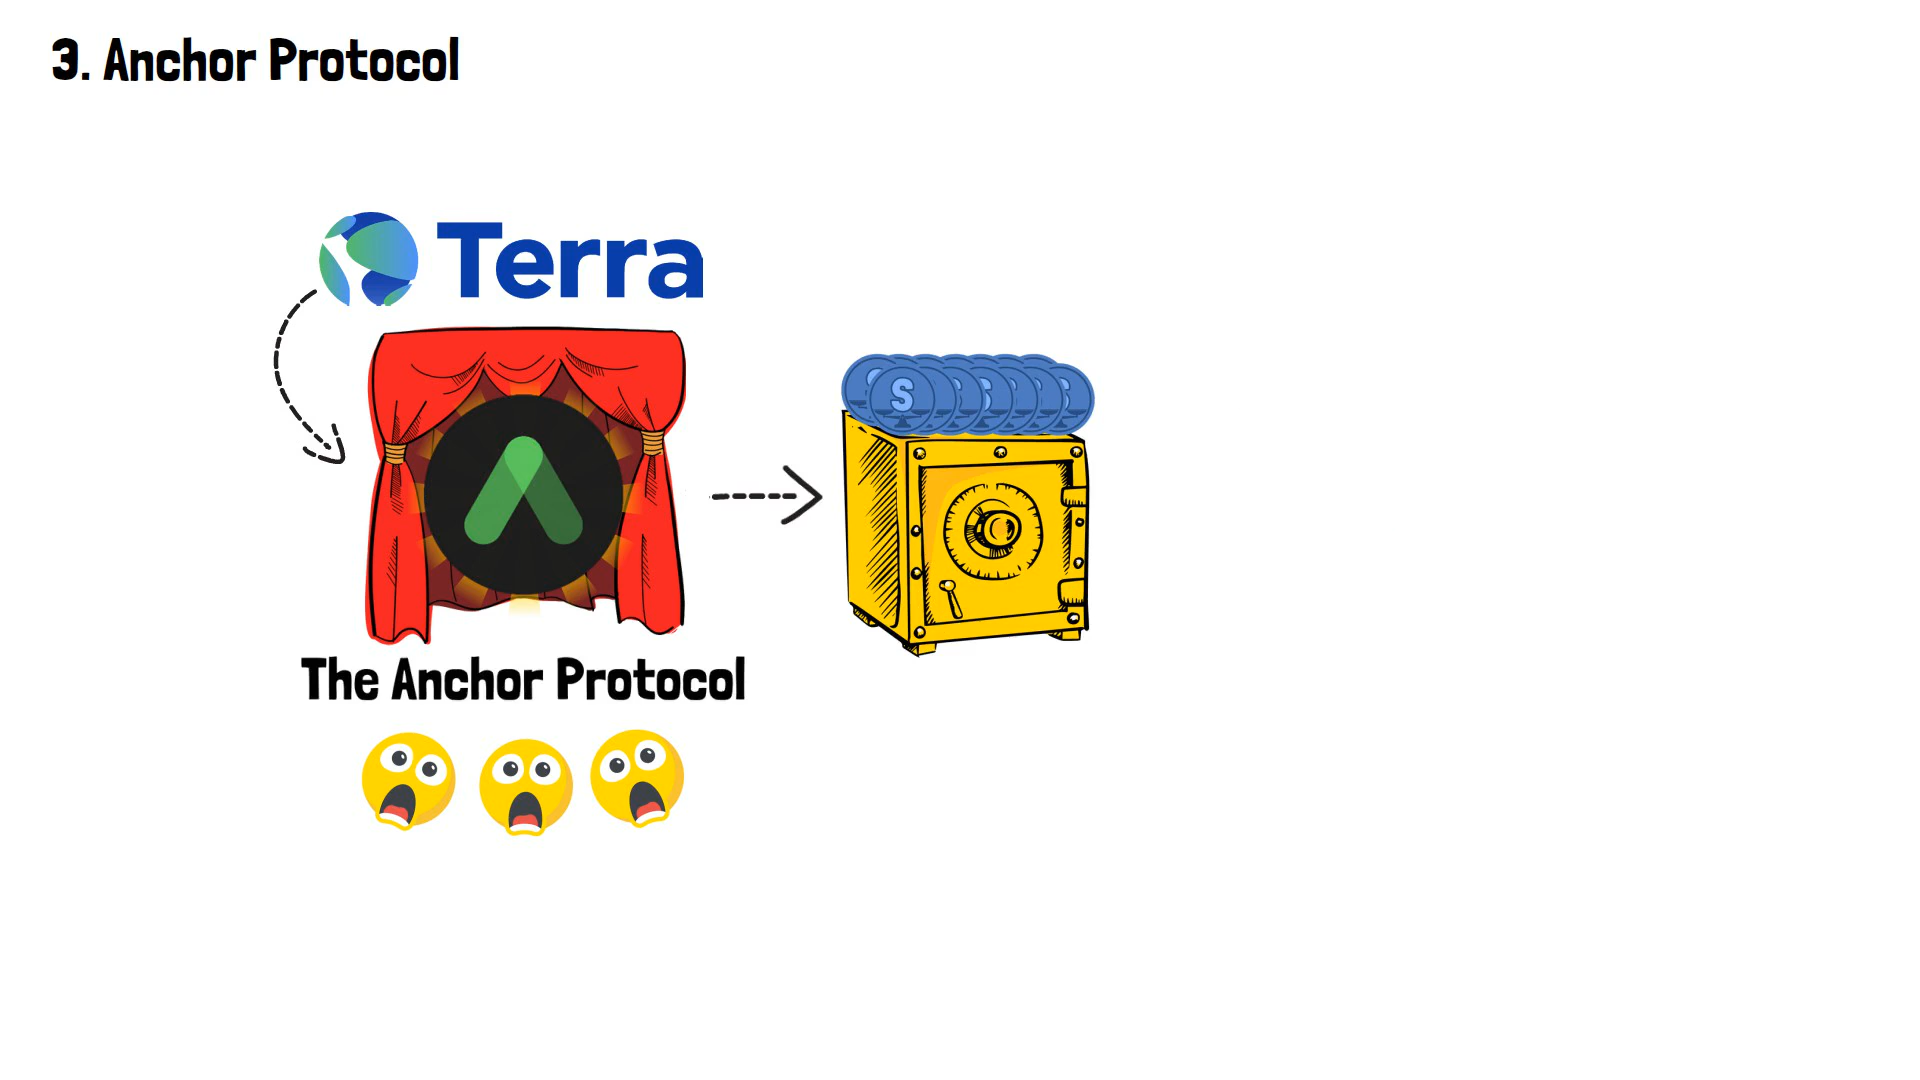 3. Anchor Protocol
Terra
S
The Anchor Protocol